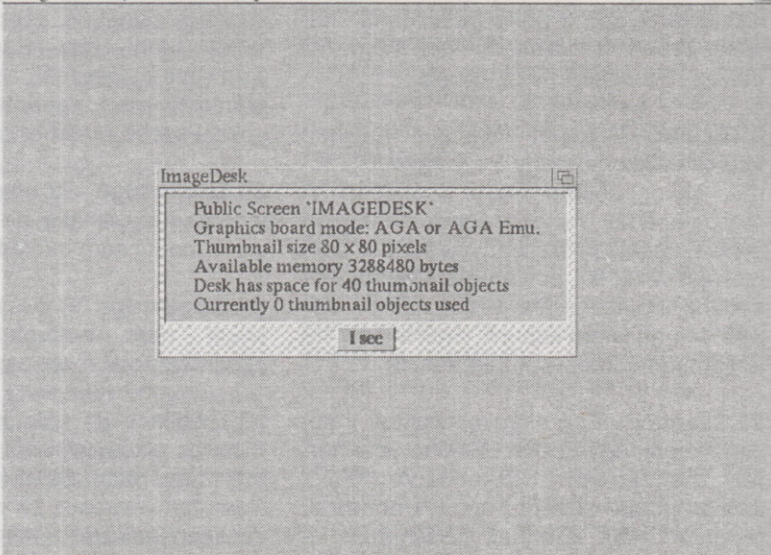 ImageDesk
Public Screen 'IMAGEDESK'
Graphics board mode: AGA or AGA Emu.
Thumbnail size 80 x 80 pixels
Available memory 3288480 bytes
Desk has space for 40 thumbnail objects
Currently 0 thumbnail objects used
I see